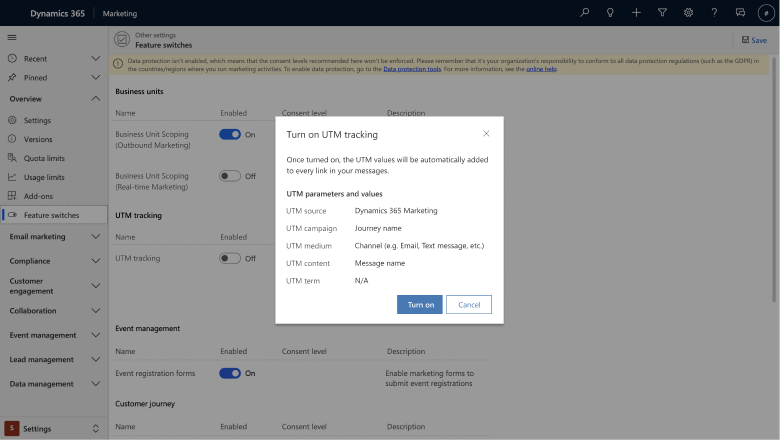 Dynamics 365
Marketing
Other settings
Feature switches
Save
Data protection isn't enabled, which means that the consent levels recommended here won't be enforced. Please remember that it's your organization's responsibility to conform to all data protection regulations (such as the GDPR) in
the countries/regions where you run marketing activities. To enable data protection, go to the Data protection tools. For more information, see the online help.
Recent
Pinned
Overview
Settings
Versions
Quota limits
Usage limits
Add-ons
Feature switches
Email marketing
Compliance
Customer
engagement
Collaboration
Event management
Lead management
Data management
S Settings
Business units
Name Enabled Consent level Description
Business Unit Scoping
(Outbound Marketing)
On
Business Unit Scoping
(Real-time Marketing)
Off
UTM tracking
Name Enabled
UTM tracking Off
Turn on UTM tracking
Once turned on, the UTM values will be automatically added
to every link in your messages.
UTM parameters and values
UTM source Dynamics 365 Marketing
UTM campaign Journey name
UTM medium Channel (e.g. Email, Text message, etc.)
UTM content Message name
UTM term N/A
Turn on Cancel
Event management
Name Enabled Consent level Description
Event registration forms On Enable marketing forms to
submit event registrations
Customer journey
Name Enabled Consent level Description